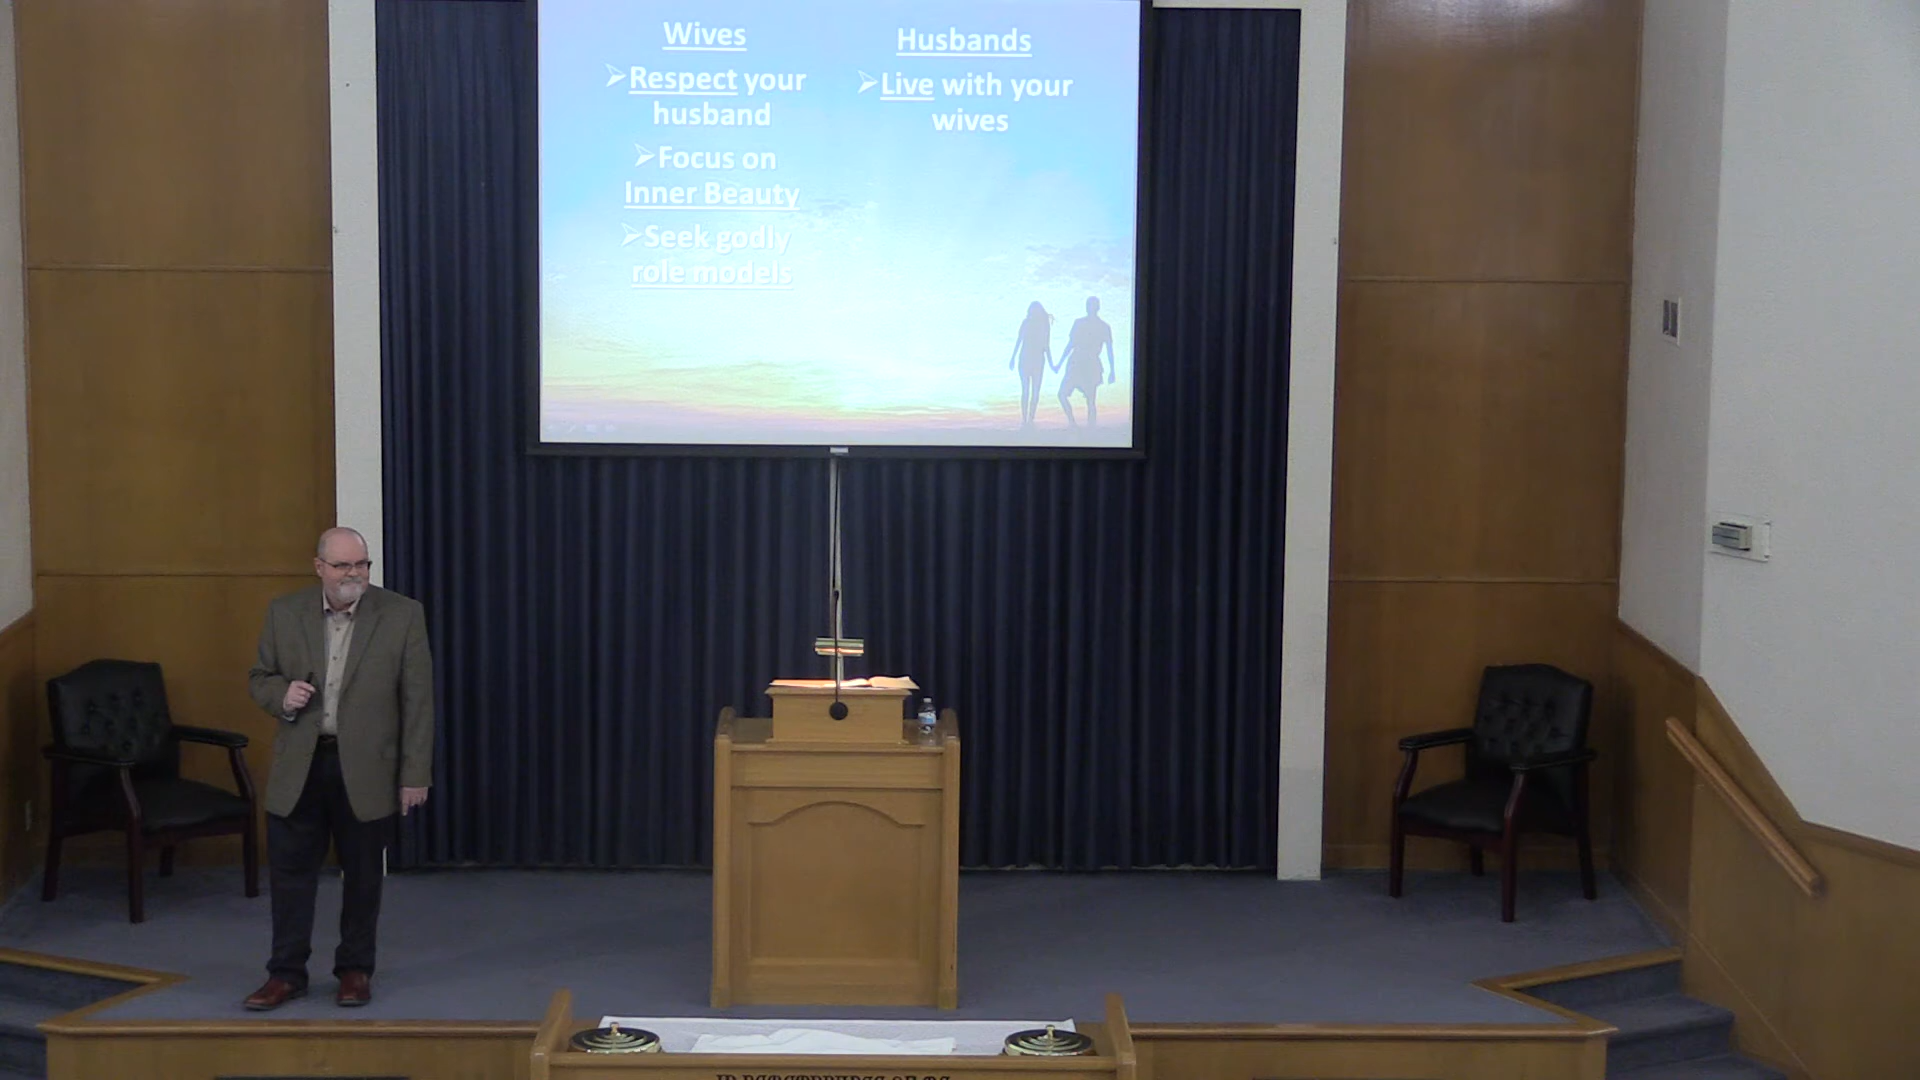 Wives
➢Respect your
husband
➢Focus on
Inner Beauty
➢Seek godly
role models
Husbands
➢Live with your
wives